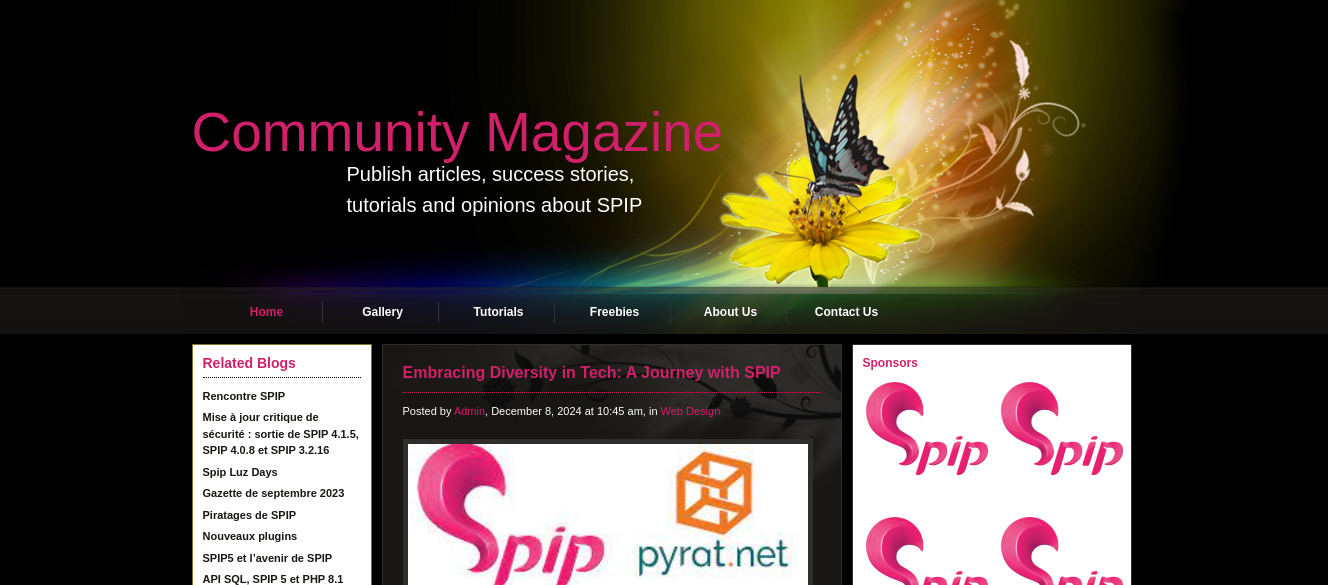 Community Magazine
Publish articles, success stories,
tutorials and opinions about SPIP
Home
Gallery
Tutorials
Freebies
About Us
Contact Us
Related Blogs
Rencontre SPIP
Mise à jour critique de
sécurité : sortie de SPIP 4.1.5,
SPIP 4.0.8 et SPIP 3.2.16
Spip Luz Days
Gazette de septembre 2023
Piratages de SPIP
Nouveaux plugins
SPIP5 et l’avenir de SPIP
API SQL, SPIP 5 et PHP 8.1
Embracing Diversity in Tech: A Journey with SPIP
Posted by Admin, December 8, 2024 at 10:45 am, in Web Design
Spip
pyrat.net
Sponsors
Spip
Spip
Spip
Spip